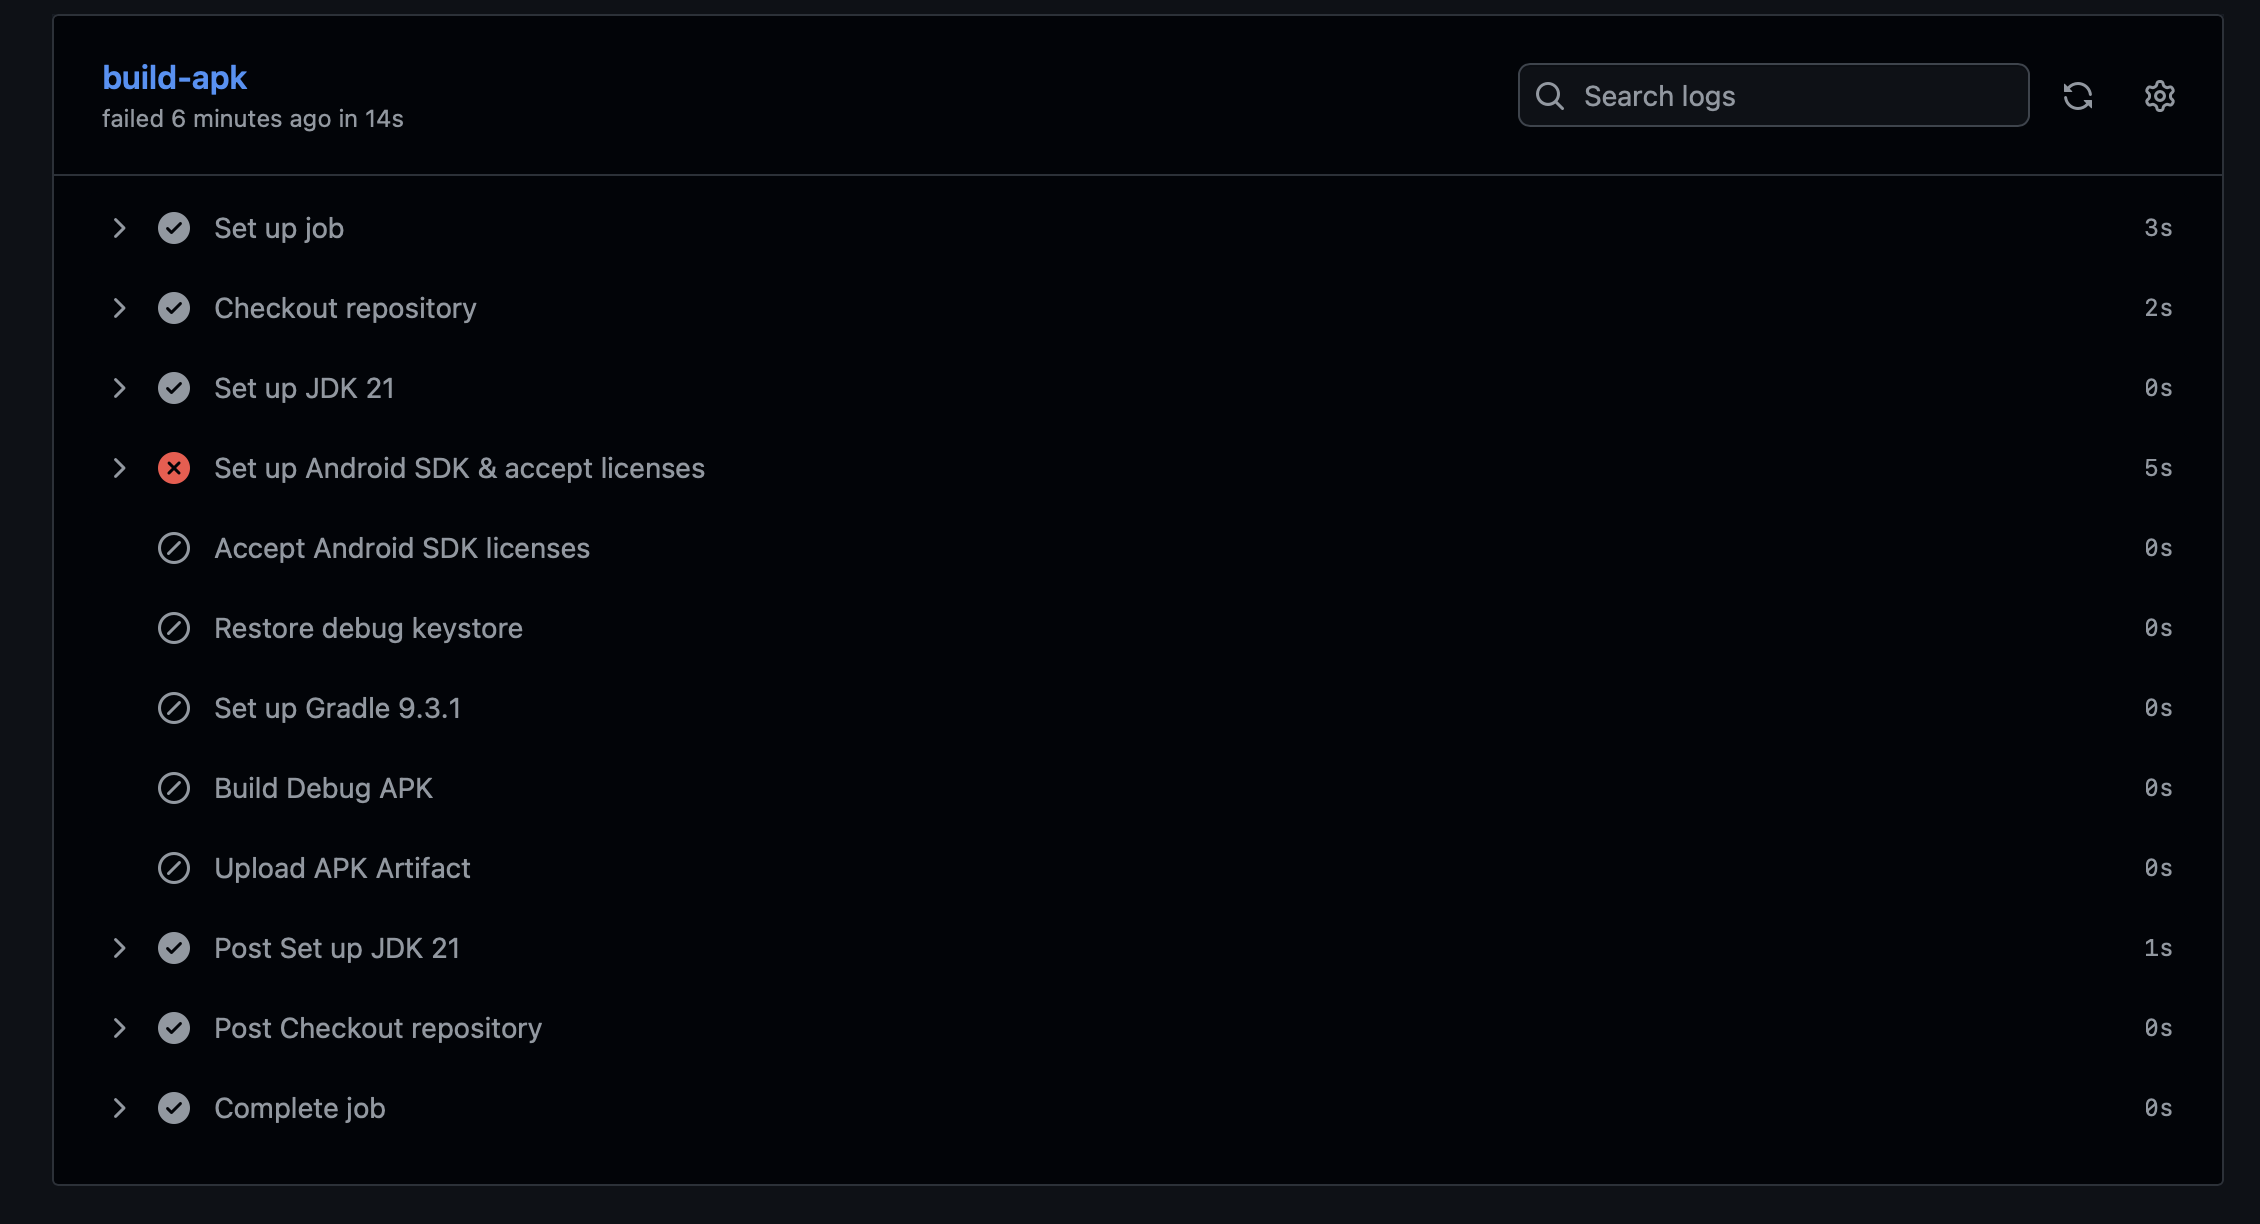 build-apk
failed 6 minutes ago in 14s
Search logs
Set up job 3s
Checkout repository 2s
Set up JDK 21 0s
Set up Android SDK & accept licenses 5s
Accept Android SDK licenses 0s
Restore debug keystore 0s
Set up Gradle 9.3.1 0s
Build Debug APK 0s
Upload APK Artifact 0s
Post Set up JDK 21 1s
Post Checkout repository 0s
Complete job 0s